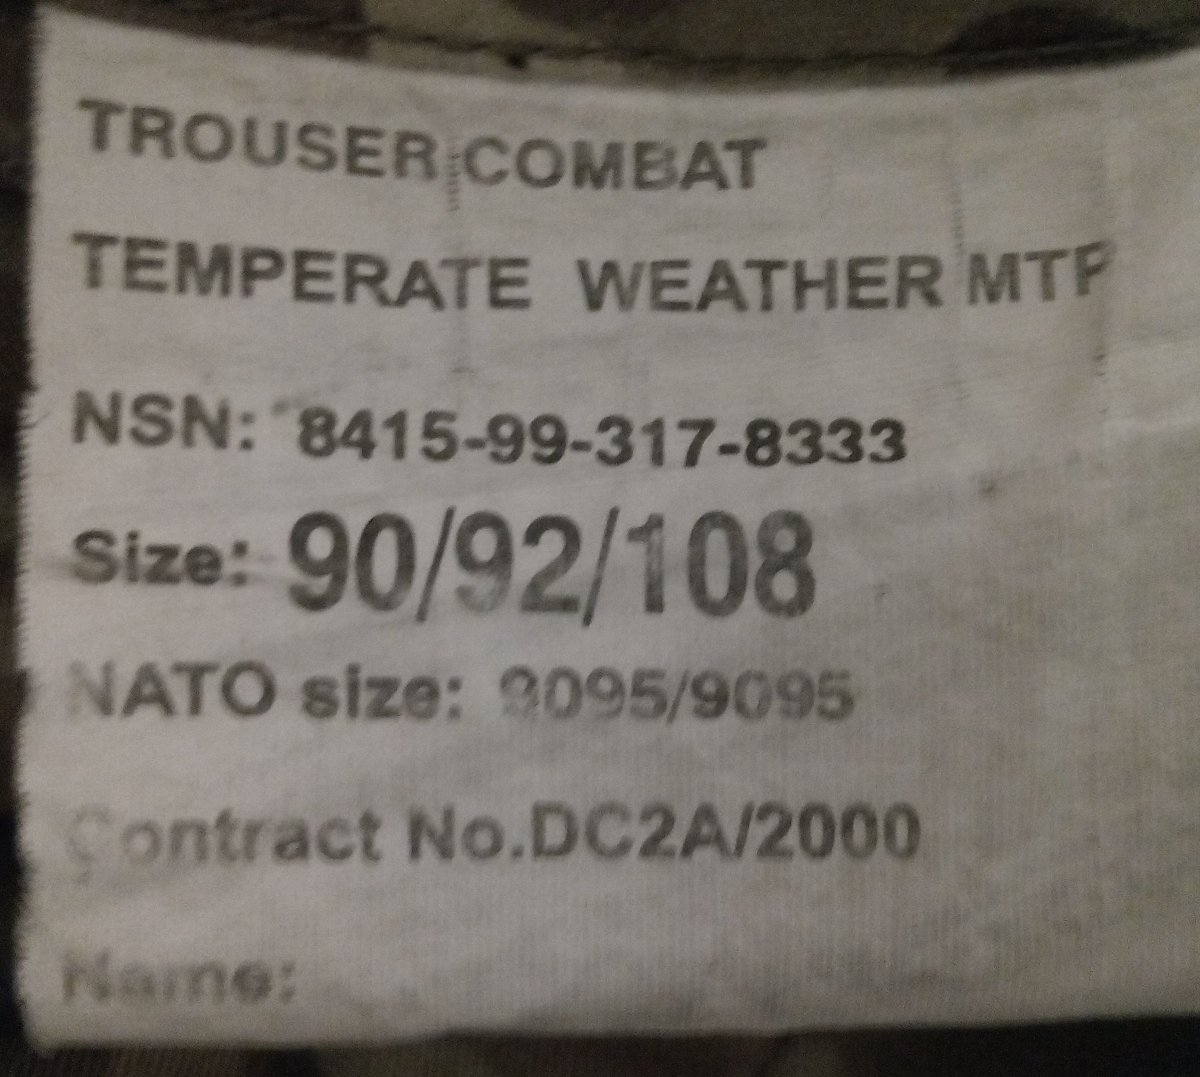 TROUSER COMBAT
TEMPERATE WEATHER MTP
NSN: 8415-99-317-8333
Size: 90/92/108
NATO size: 9095/9095
Contract No.DC2A/2000
Name: